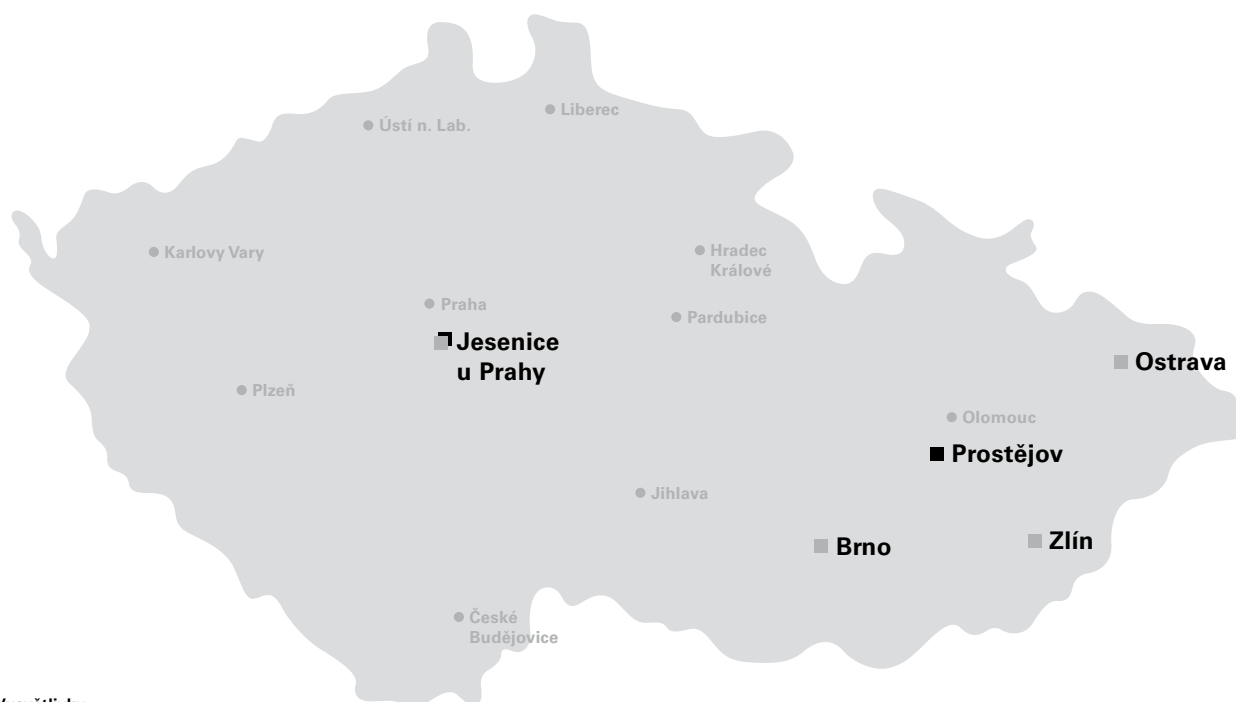 Liberec
Ústí n. Lab.
Karlovy Vary
Hradec
Králové
Praha
Pardubice
Jesenice
u Prahy
Ostrava
Plzeň
Olomouc
Prostějov
Jihlava
Zlín
Brno
České
Budějovice